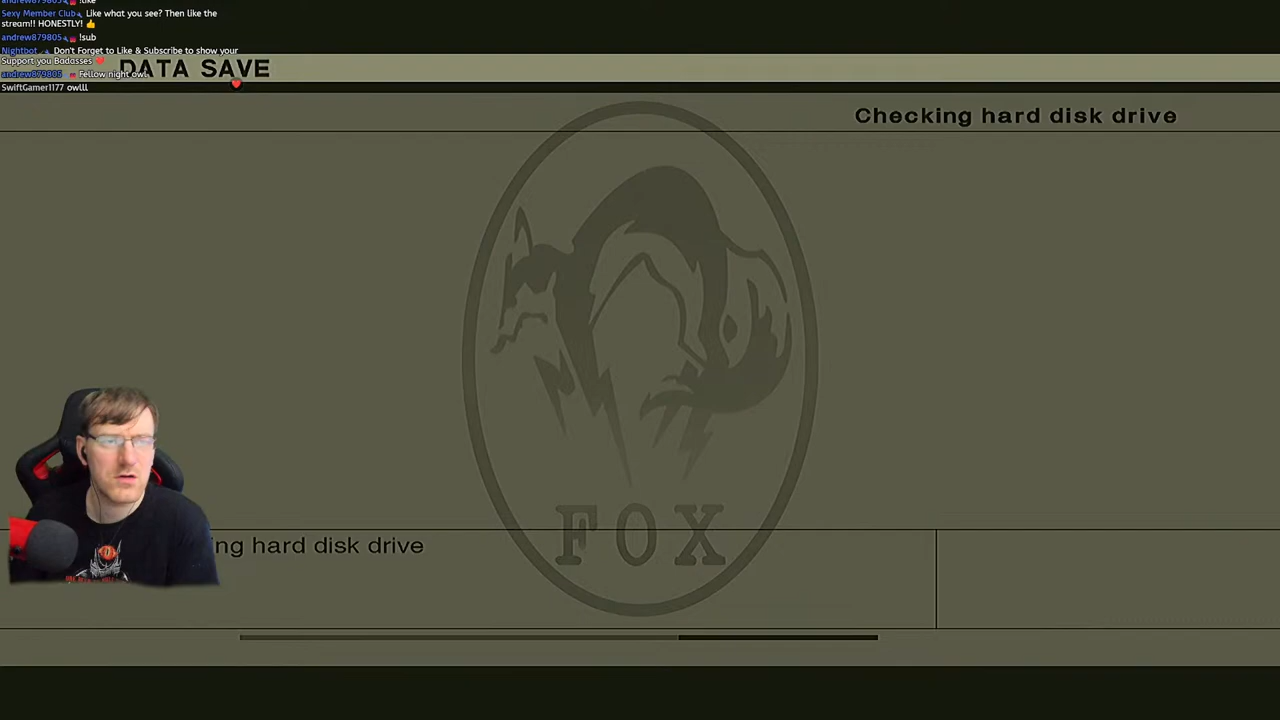 andrew879805 !like
Sexy Member Club Like what you see? Then like the
stream!! HONESTLY! 👍
andrew879805 !sub
Nightbot Don't Forget to Like & Subscribe to show your
Support you Badasses ❤️
andrew879805 Fellow night owl
SwiftGamer1177 owlll
DATA SAVE
Checking hard disk drive
FOX
ing hard disk drive